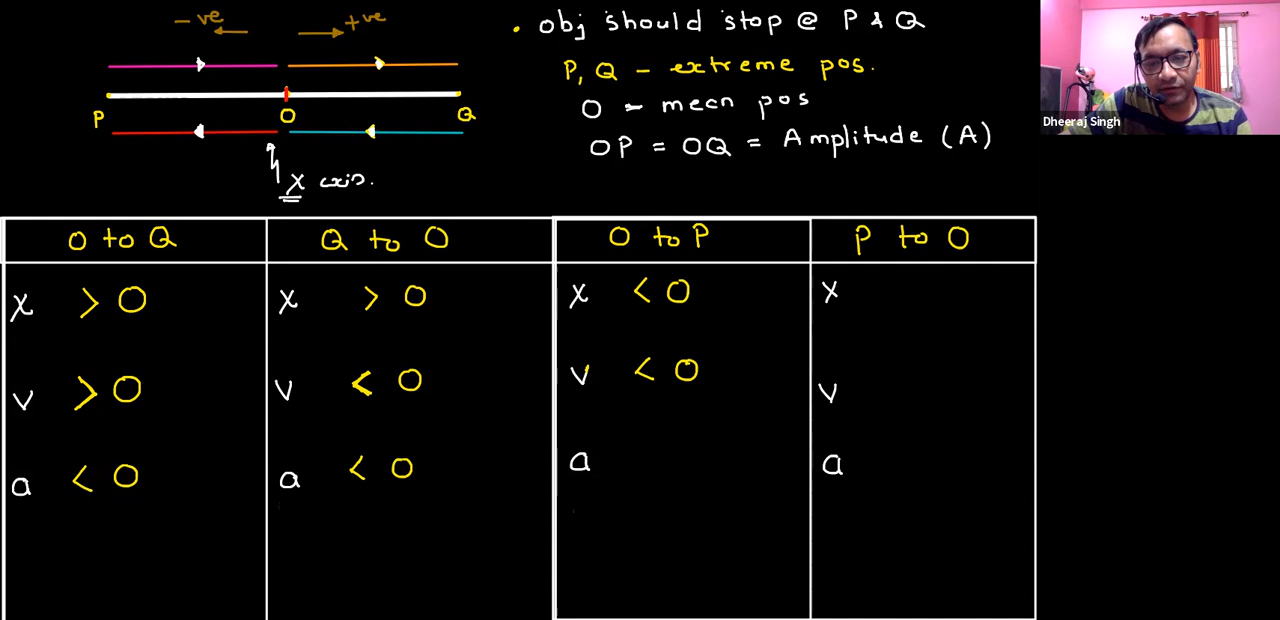 -ve +ve
P O Q
X axis.
• obj should stop @ P & Q
P, Q - extreme pos.
O - mean pos
OP = OQ = Amplitude (A)
Dheeraj Singh
O to Q
x > 0
v > 0
a < 0
Q to O
x > 0
v < 0
a < 0
O to P
x < 0
v < 0
a
P to O
x
v
a